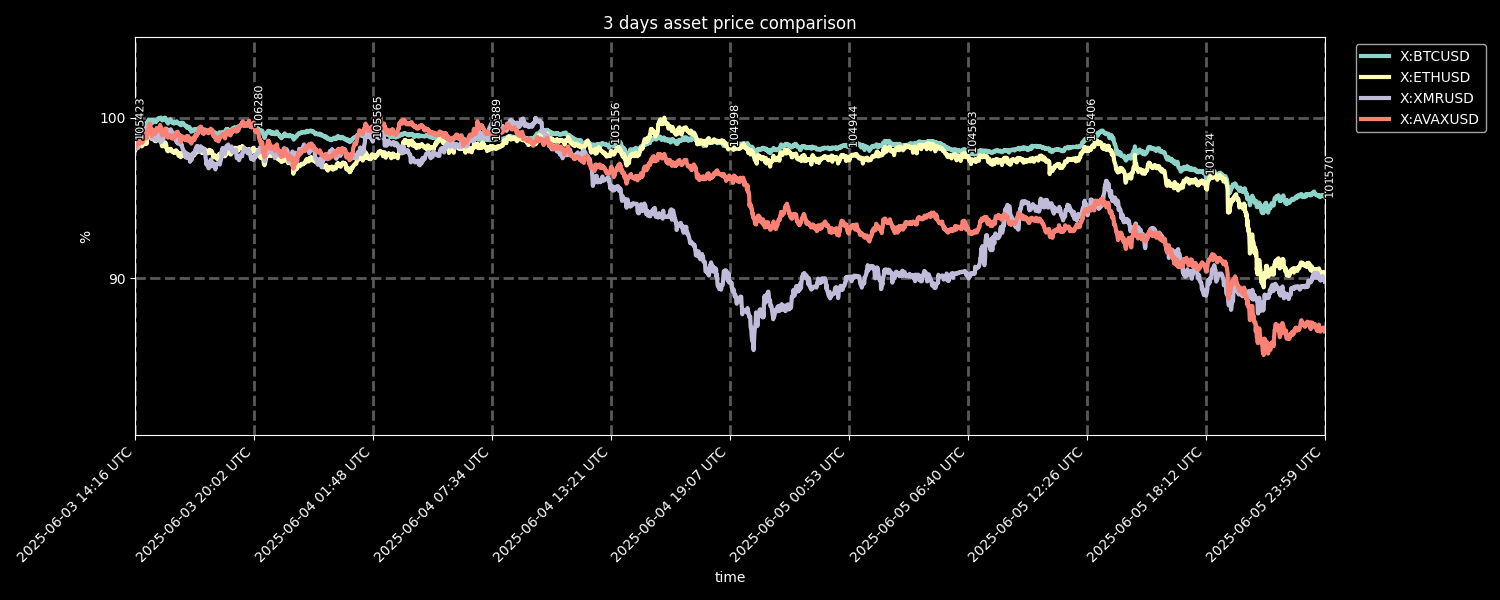 3 days asset price comparison
X:BTCUSD
X:ETHUSD
X:XMRUSD
X:AVAXUSD
%
100
90
105423
106280
105565
105389
105156
104998
104944
104563
105406
103124
101570
2025-06-03 14:16 UTC
2025-06-03 20:02 UTC
2025-06-04 01:48 UTC
2025-06-04 07:34 UTC
2025-06-04 13:21 UTC
2025-06-04 19:07 UTC
2025-06-05 00:53 UTC
2025-06-05 06:40 UTC
2025-06-05 12:26 UTC
2025-06-05 18:12 UTC
2025-06-05 23:59 UTC
time